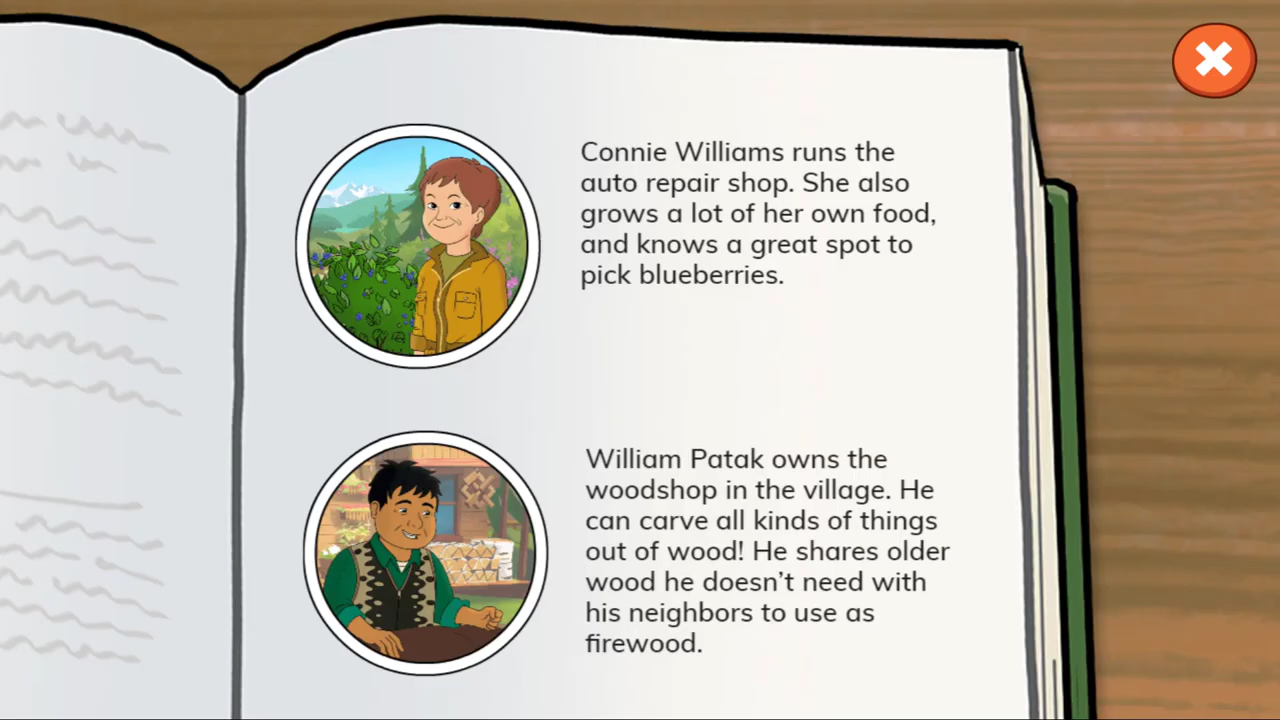 Connie Williams runs the
auto repair shop. She also
grows a lot of her own food,
and knows a great spot to
pick blueberries.
William Patak owns the
woodshop in the village. He
can carve all kinds of things
out of wood! He shares older
wood he doesn’t need with
his neighbors to use as
firewood.